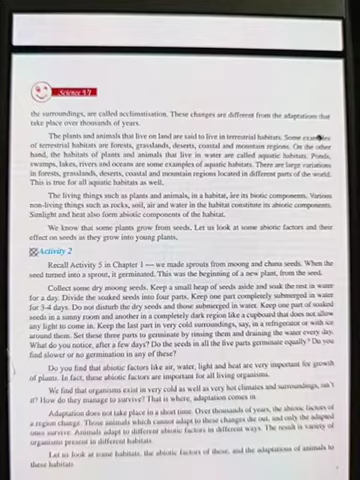 Science 57
the surroundings, are called acclimatisation. These changes are different from the adaptations that
take place over thousands of years.
The plants and animals that live on land are said to live in terrestrial habitats. Some examples
of terrestrial habitats are forests, grasslands, deserts, coastal and mountain regions. On the other
hand, the habitats of plants and animals that live in water are called aquatic habitats. Ponds,
swamps, lakes, rivers and oceans are some examples of aquatic habitats. There are large variations
in forests, grasslands, deserts, coastal and mountain regions located in different parts of the world.
This is true for all aquatic habitats as well.
The living things such as plants and animals, in a habitat, are its biotic components. Various
non-living things such as rocks, soil, air and water in the habitat constitute its abiotic components.
Sunlight and heat also form abiotic components of the habitat.
We know that some plants grow from seeds. Let us look at some abiotic factors and their
effect on seeds as they grow into young plants.
Activity 2
Recall Activity 5 in Chapter 1 — we made sprouts from moong and chana seeds. When the
seed turned into a sprout, it germinated. This was the beginning of a new plant, from the seed.
Collect some dry moong seeds. Keep a small heap of seeds aside and soak the rest in water
for a day. Divide the soaked seeds into four parts. Keep one part completely submerged in water
for 3-4 days. Do not disturb the dry seeds and those submerged in water. Keep one part of soaked
seeds in a sunny room and another in a completely dark region like a cupboard that does not allow
any light to come in. Keep the last part in very cold surroundings, say, in a refrigerator or with ice
around them. Set these three parts to germinate by rinsing them and draining the water every day.
What do you notice, after a few days? Do the seeds in all the five parts germinate equally? Do you
find slower or no germination in any of these?
Do you find that abiotic factors like air, water, light and heat are very important for growth
of plants. In fact, these abiotic factors are important for all living organisms.
We find that organisms exist in very cold as well as very hot climates and surroundings, isn't
it? How do they manage to survive? That is where, adaptation comes in.
Adaptation does not take place in a short time. Over thousands of years, the abiotic factors of
a region change. Those animals which cannot adapt to these changes die out, and only the adapted
ones survive. Animals adapt to different abiotic factors in different ways. The result is variety of
organisms present in different habitats.
Let us look at some habitats, the abiotic factors of these, and the adaptations of animals to
these habitats